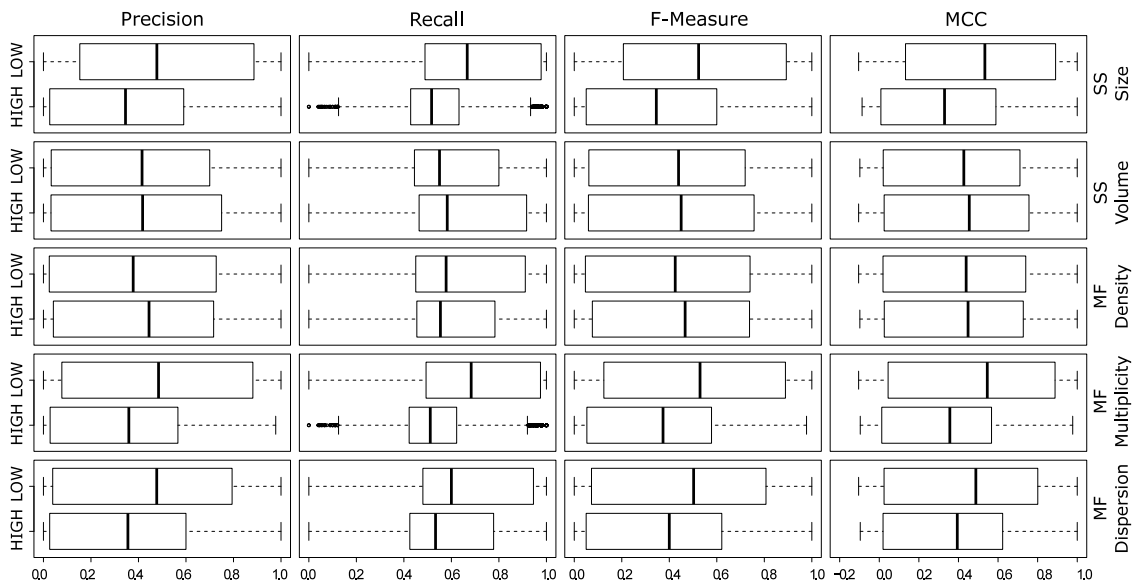 Precision Recall F-Measure MCC
LOW
HIGH
SS
Size
LOW
HIGH
SS
Volume
LOW
HIGH
MF
Density
LOW
HIGH
MF
Multiplicity
LOW
HIGH
MF
Dispersion
0.0 0.2 0.4 0.6 0.8 1.0 0.0 0.2 0.4 0.6 0.8 1.0 0.0 0.2 0.4 0.6 0.8 1.0 −0.2 0.0 0.2 0.4 0.6 0.8 1.0